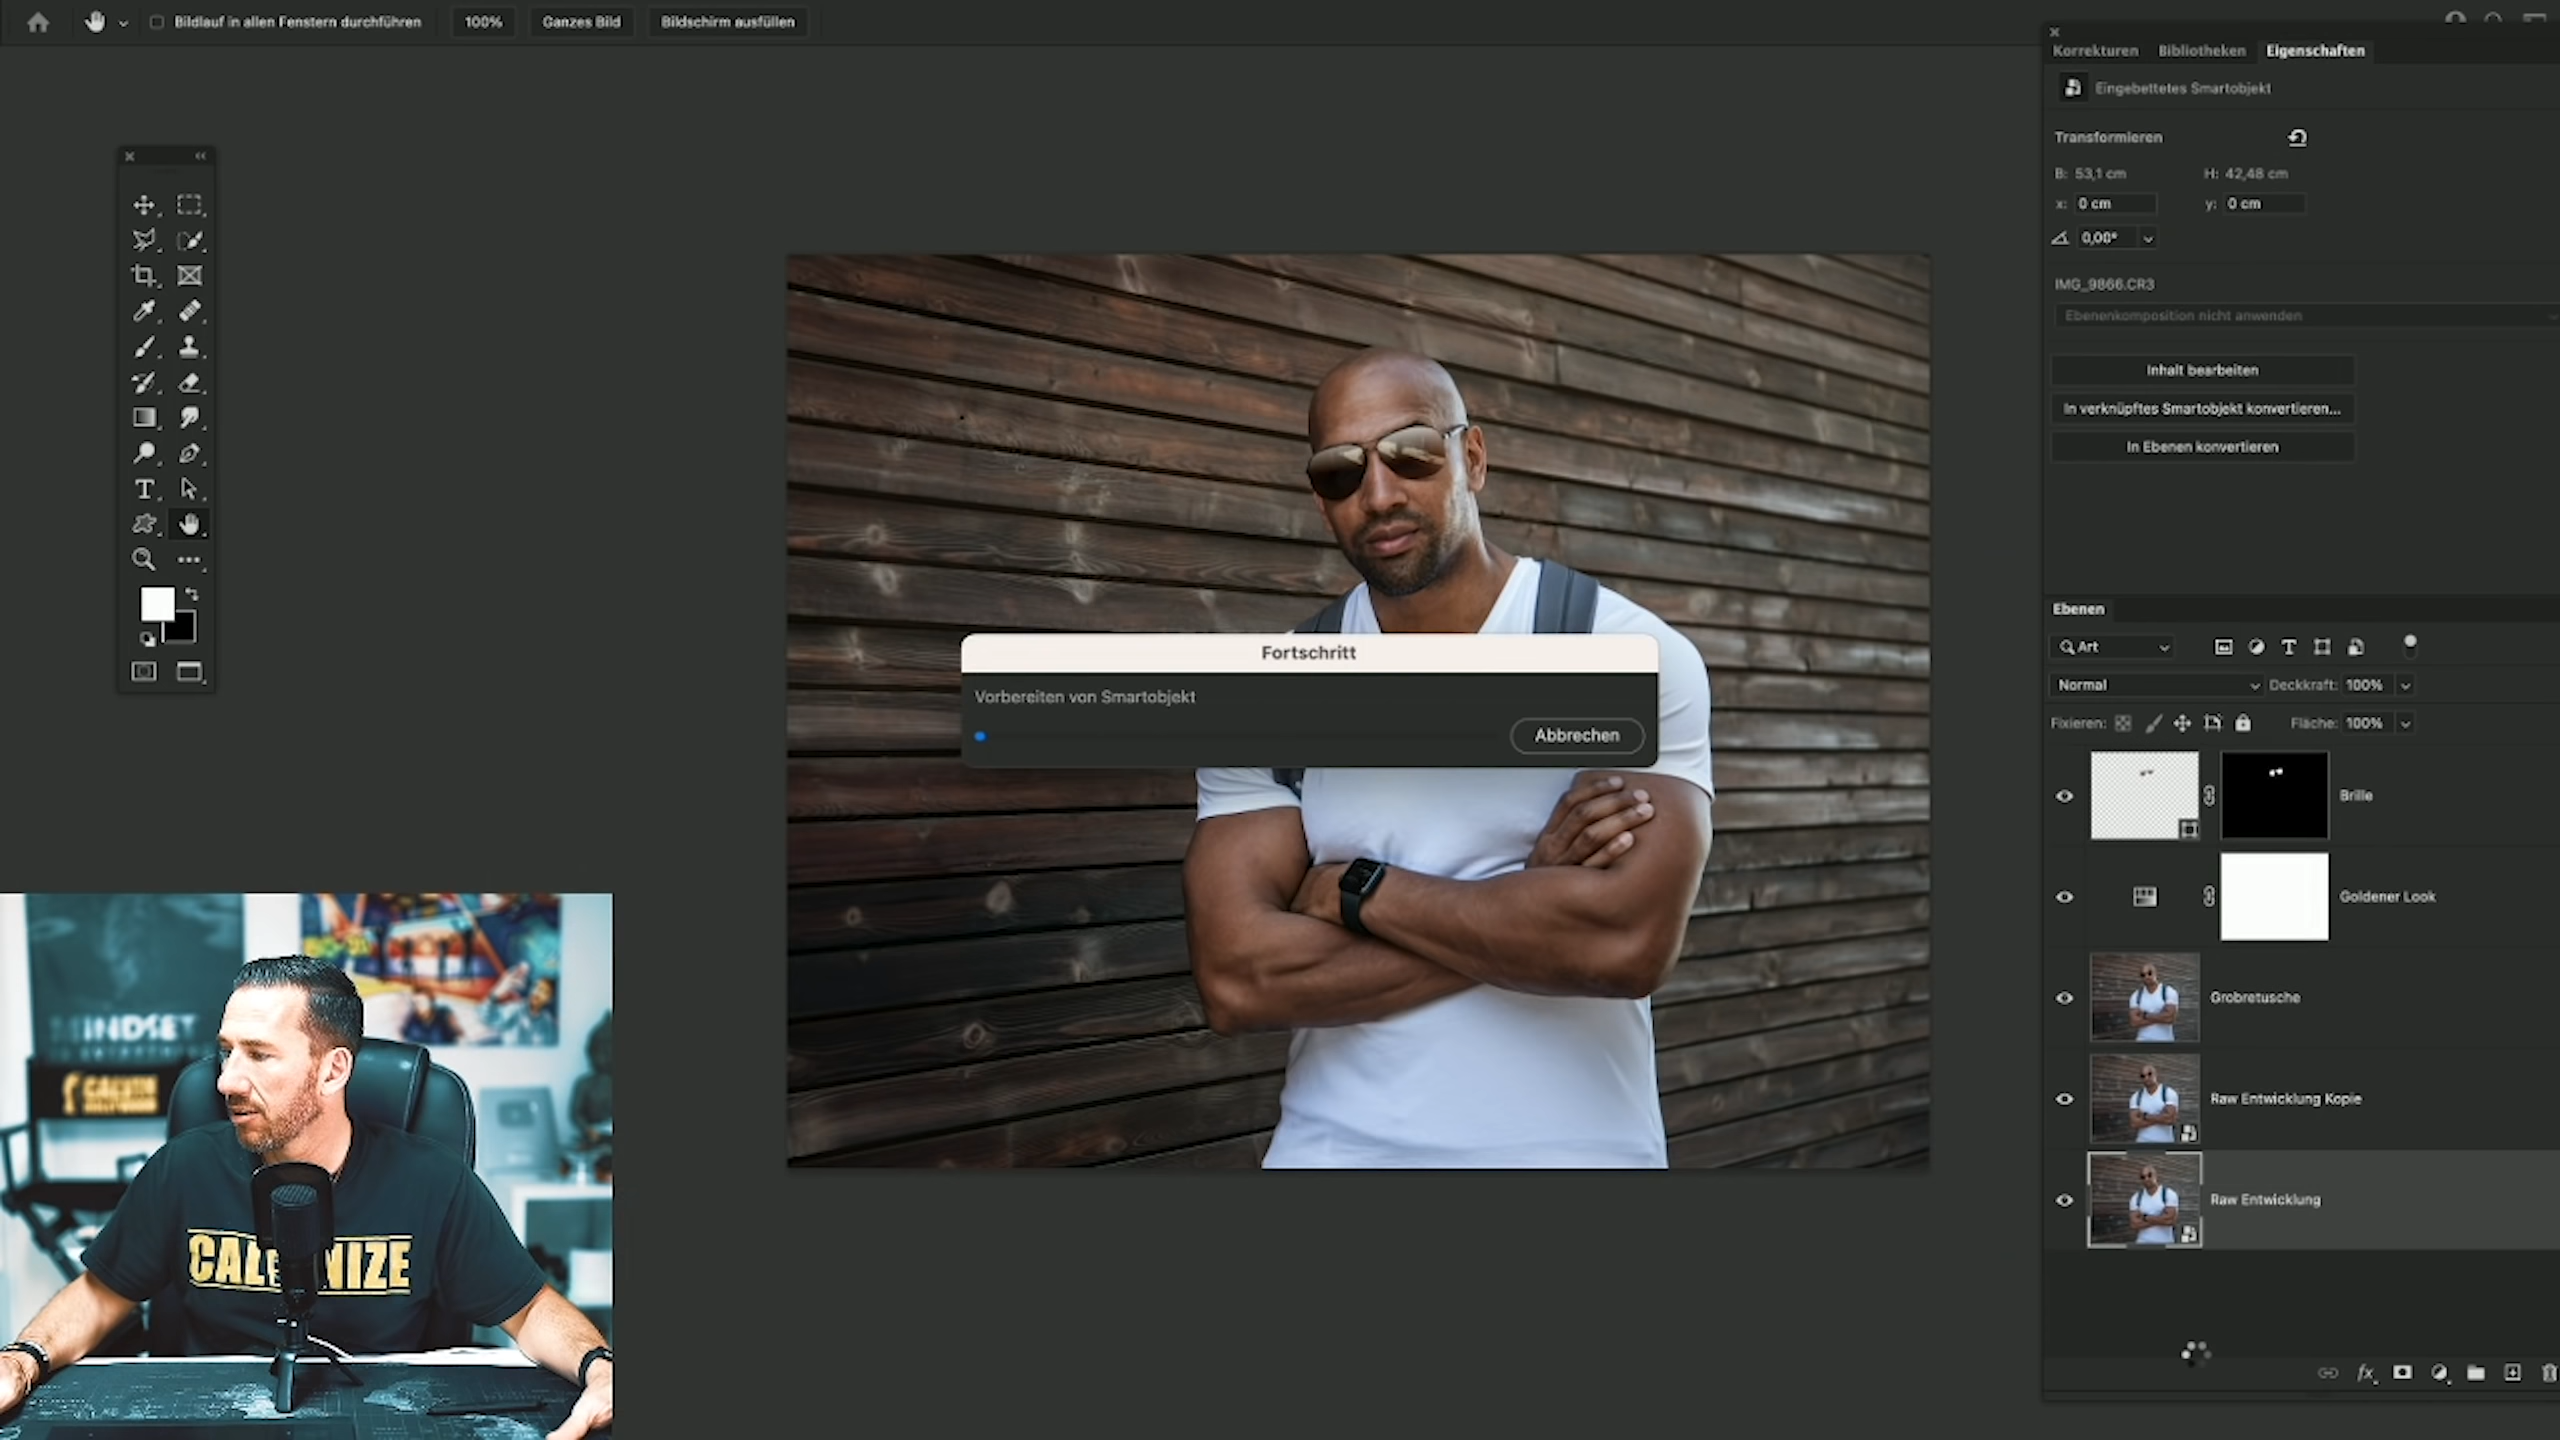 Bildlauf in allen Fenstern durchführen
100%
Ganzes Bild
Bildschirm ausfüllen
Korrekturen
Bibliotheken
Eigenschaften
Eingebettetes Smartobjekt
Transformieren
B: 53,1 cm
H: 42,48 cm
x: 0 cm
y: 0 cm
0,00°
IMG_9866.CR3
Ebenenkomposition nicht anwenden
Inhalt bearbeiten
In verknüpftes Smartobjekt konvertieren...
In Ebenen konvertieren
Fortschritt
Vorbereiten von Smartobjekt
Abbrechen
Ebenen
Art
Normal
Deckkraft: 100%
Fixieren:
Fläche: 100%
Brille
Goldener Look
Grobretusche
Raw Entwicklung Kopie
Raw Entwicklung
MINDSET
CALVIN